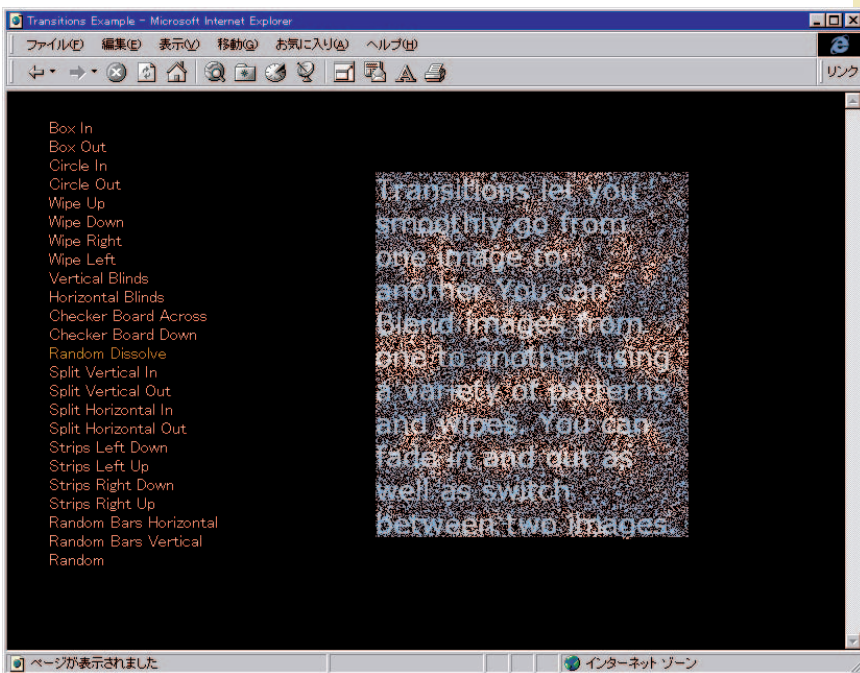 Transitions Example - Microsoft Internet Explorer
ファイル(F) 編集(E) 表示(V) 移動(G) お気に入り(A) ヘルプ(H)
リンク
Box In
Box Out
Circle In
Circle Out
Wipe Up
Wipe Down
Wipe Right
Wipe Left
Vertical Blinds
Horizontal Blinds
Checker Board Across
Checker Board Down
Random Dissolve
Split Vertical In
Split Vertical Out
Split Horizontal In
Split Horizontal Out
Strips Left Down
Strips Left Up
Strips Right Down
Strips Right Up
Random Bars Horizontal
Random Bars Vertical
Random
Transitions let you
smoothly go from
one image to
another. You can
blend images from
one to another using
a variety of patterns
and wipes. You can
fade in and out as
well as switch
between two images.
ページが表示されました
インターネット ゾーン